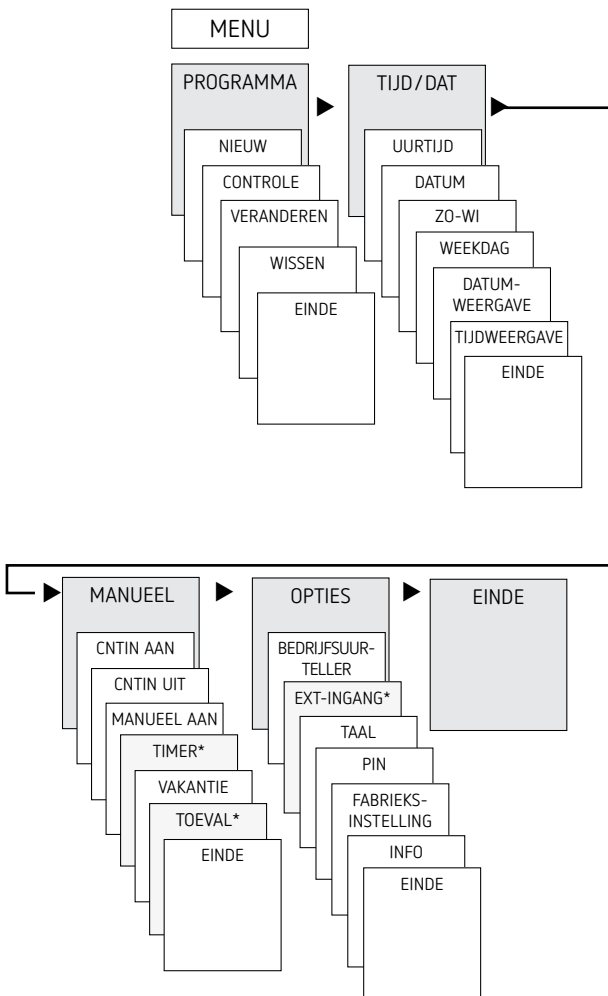 MENU
PROGRAMMA
NIEUW
CONTROLE
VERANDEREN
WISSEN
EINDE
TIJD/DAT
UURTIJD
DATUM
ZO-WI
WEEKDAG
DATUM-
WEERGAVE
TIJDWEERGAVE
EINDE
MANUEEL
CNTIN AAN
CNTIN UIT
MANUEEL AAN
TIMER*
VAKANTIE
TOEVAL*
EINDE
OPTIES
BEDRIJFSUUR-
TELLER
EXT-INGANG*
TAAL
PIN
FABRIEKS-
INSTELLING
INFO
EINDE
EINDE